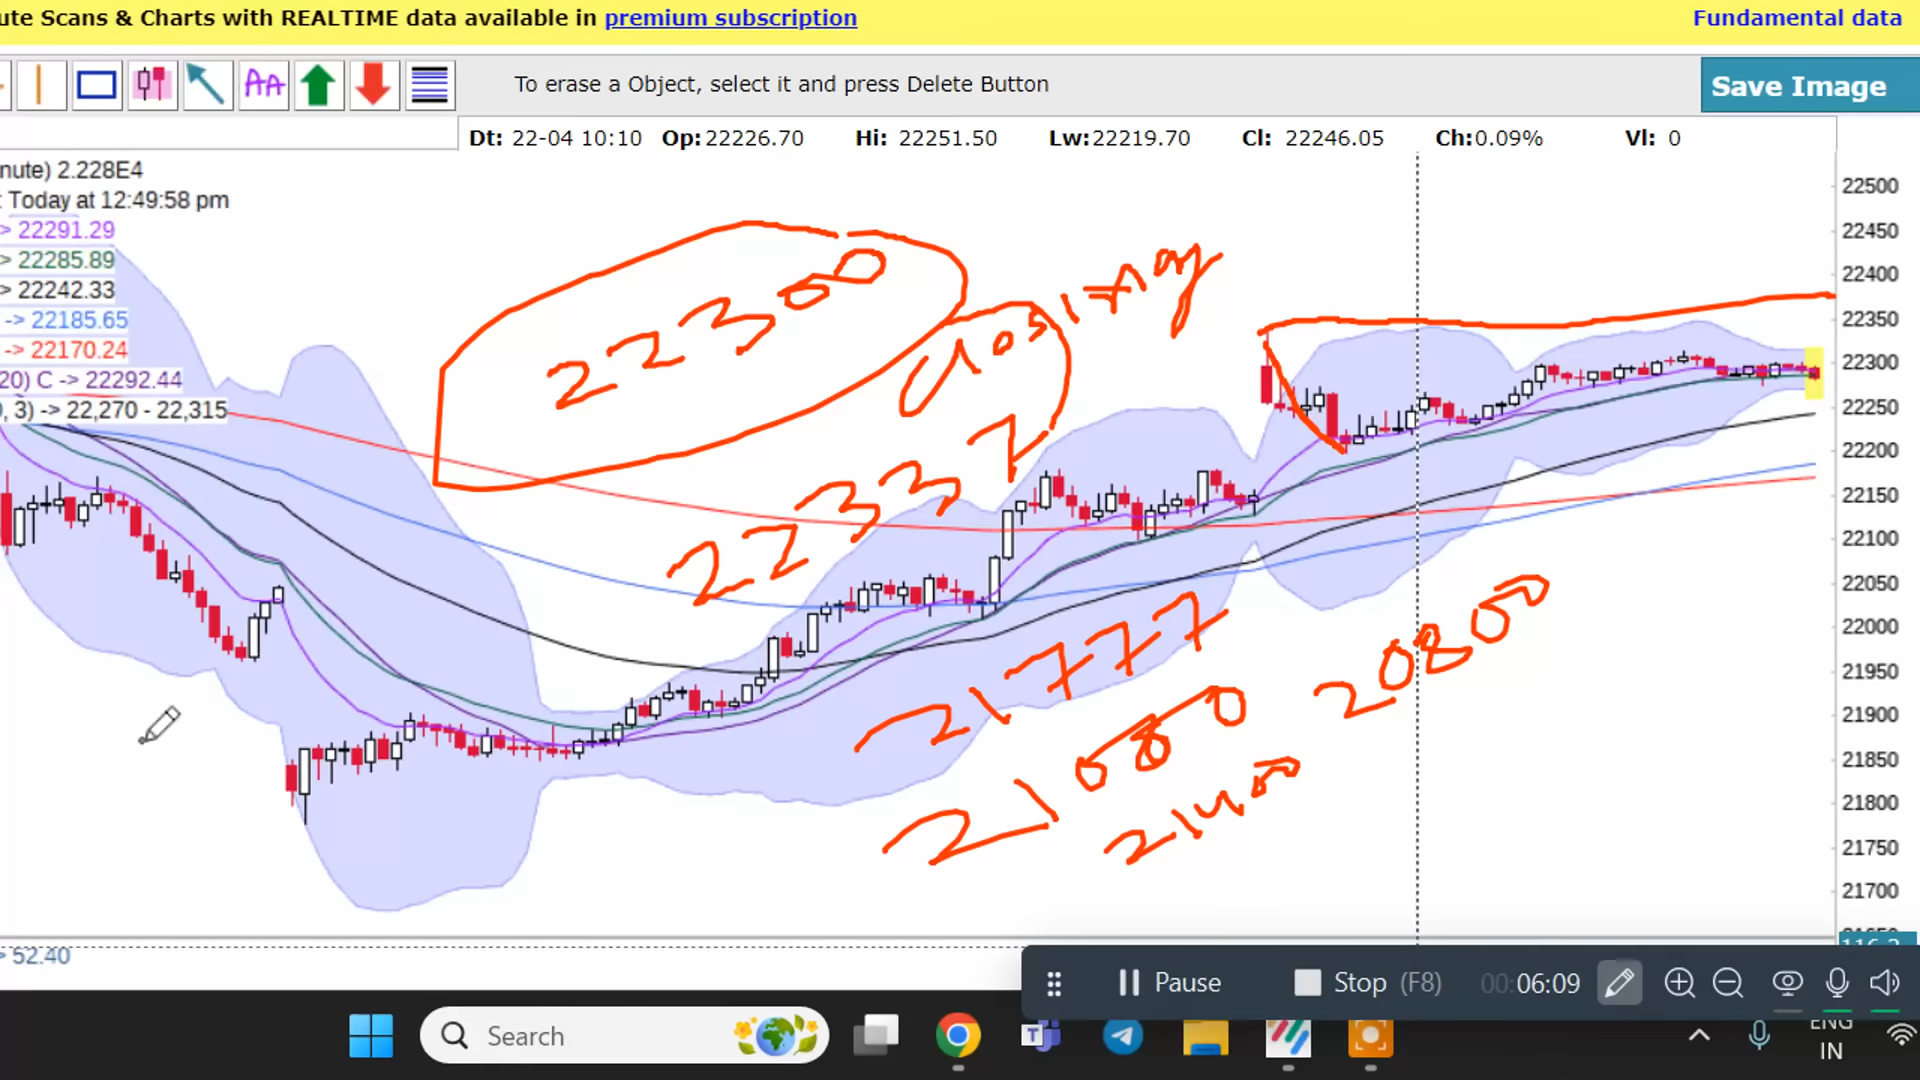 ute Scans & Charts with REALTIME data available in premium subscription
Fundamental data
AA
To erase a Object, select it and press Delete Button
Save Image
Dt: 22-04 10:10 Op:22226.70 Hi: 22251.50 Lw:22219.70 Cl: 22246.05 Ch:0.09% Vl: 0
nute) 2.228E4
: Today at 12:49:58 pm
> 22291.29
> 22285.89
> 22242.33
-> 22185.65
-> 22170.24
20) C -> 22292.44
), 3) -> 22,270 - 22,315
22300
closing
22337
21777
21080
20800
21400
22500
22450
22400
22350
22300
22250
22200
22150
22100
22050
22000
21950
21900
21850
21800
21750
21700
> 52.40
Pause
Stop (F8)
00:06:09
Search
ENG
IN